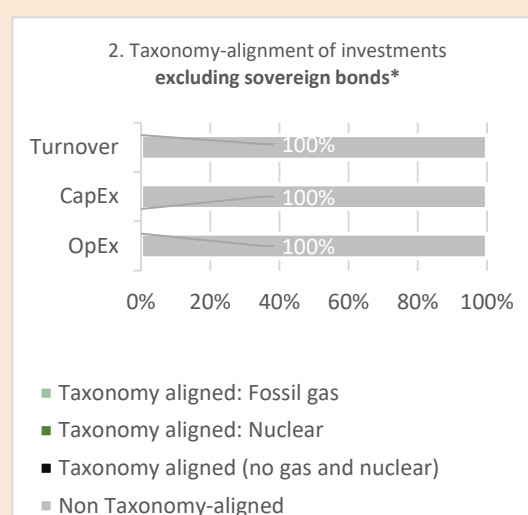 2. Taxonomy-alignment of investments
excluding sovereign bonds*
Turnover
100%
CapEx
100%
OpEx
100%
0% 20% 40% 60% 80% 100%
Taxonomy aligned: Fossil gas
Taxonomy aligned: Nuclear
Taxonomy aligned (no gas and nuclear)
Non Taxonomy-aligned